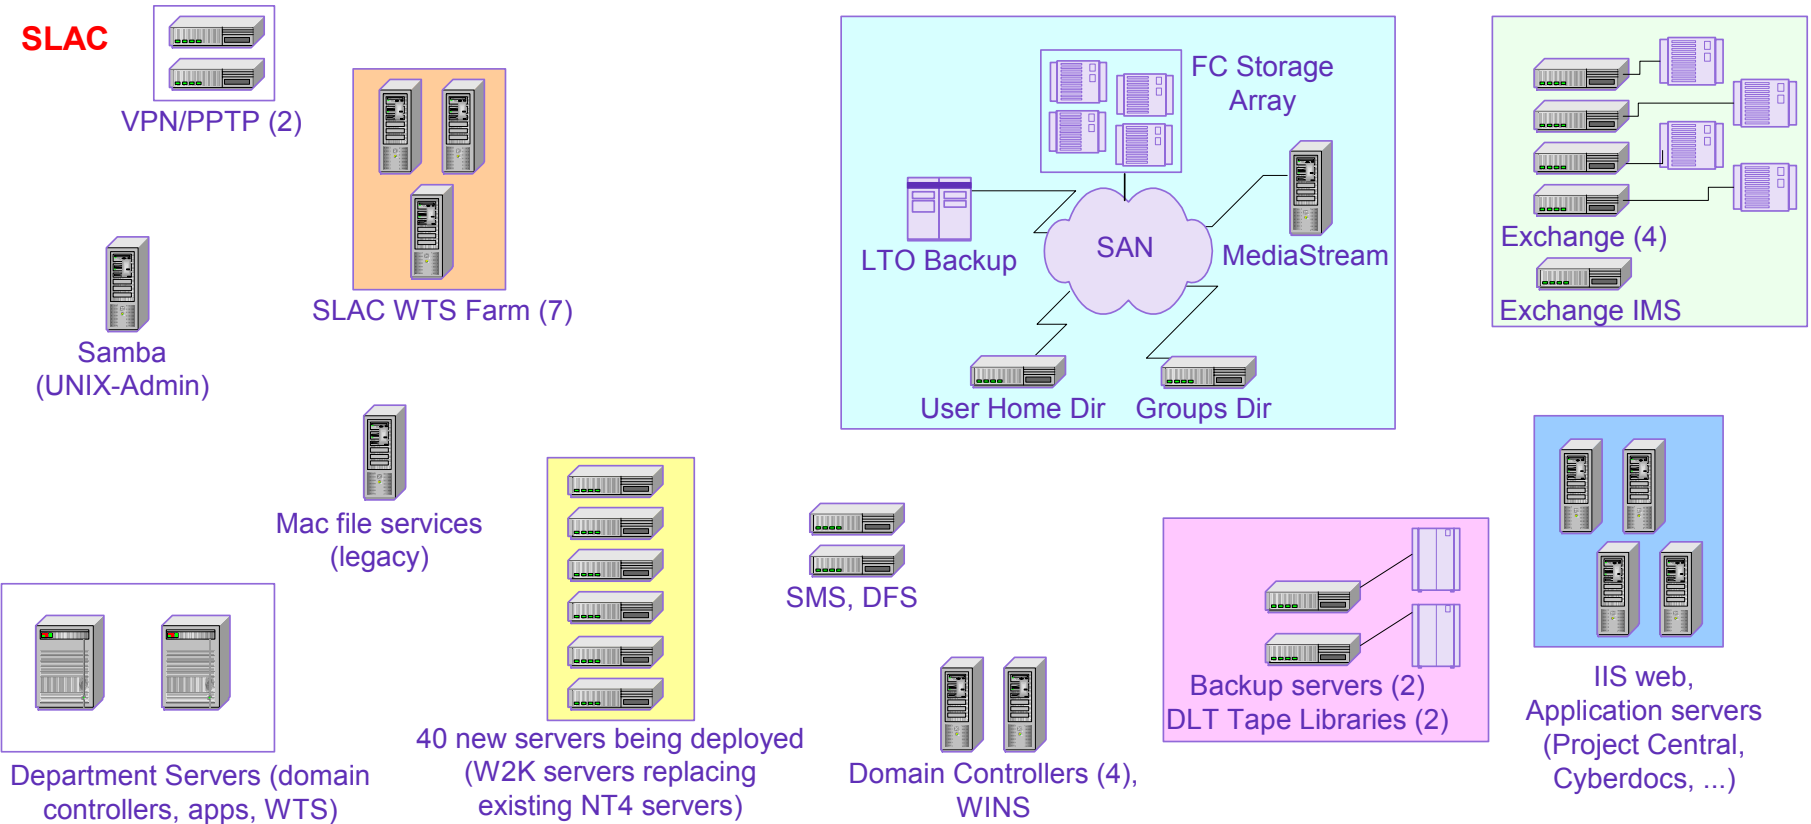 SLAC
VPN/PPTP (2)
SLAC WTS Farm (7)
Samba
(UNIX-Admin)
Mac file services
(legacy)
Department Servers (domain
controllers, apps, WTS)
40 new servers being deployed
(W2K servers replacing
existing NT4 servers)
SMS, DFS
Domain Controllers (4),
WINS
FC Storage
Array
LTO Backup
SAN
MediaStream
User Home Dir
Groups Dir
Exchange (4)
Exchange IMS
Backup servers (2)
DLT Tape Libraries (2)
IIS web,
Application servers
(Project Central,
Cyberdocs, ...)